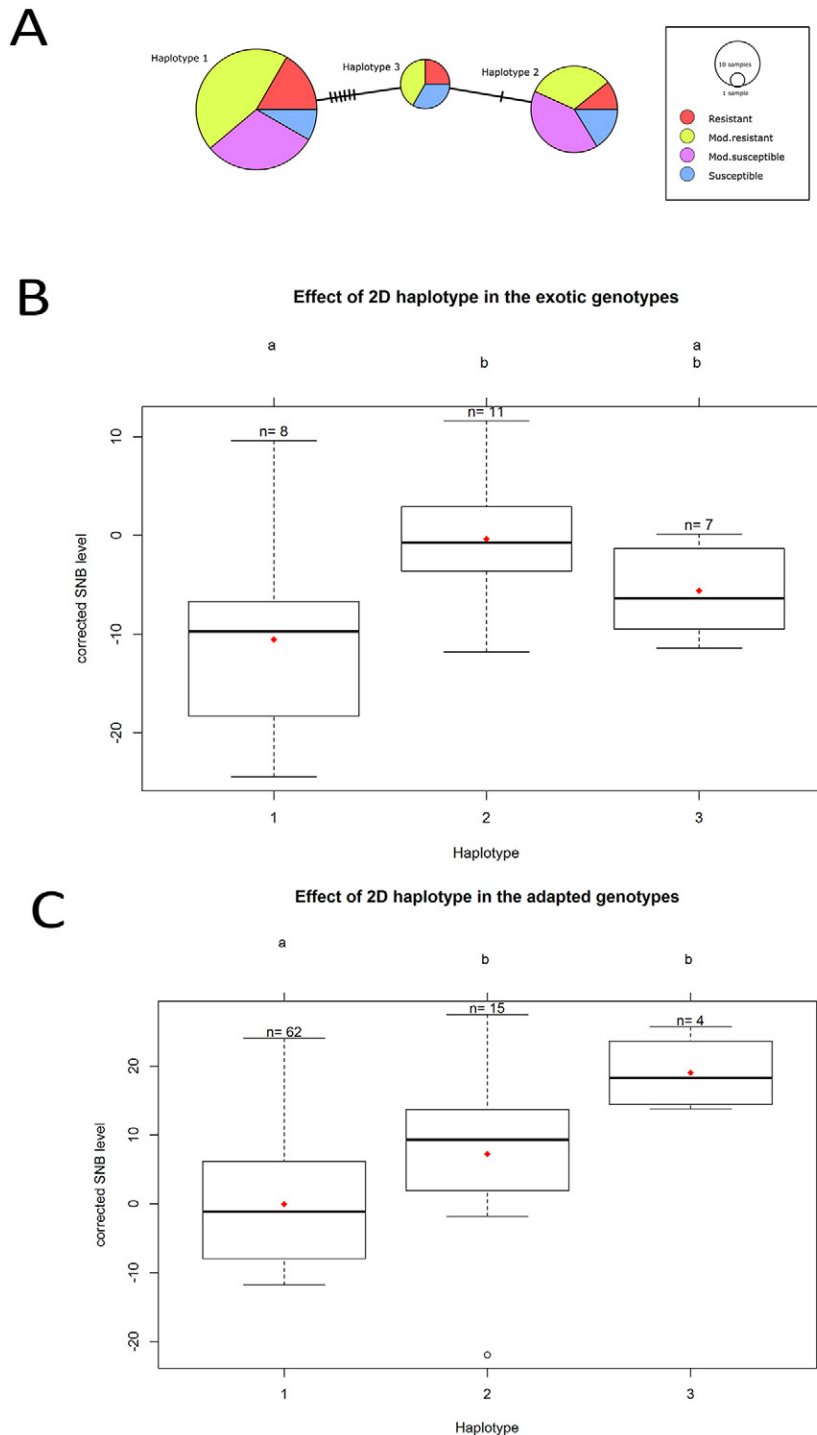 A
Haplotype 1
Haplotype 3
Haplotype 2
10 samples
1 sample
Resistant
Mod.resistant
Mod.susceptible
Susceptible
B
Effect of 2D haplotype in the exotic genotypes
a
b
a
b
n= 8
n= 11
n= 7
10
0
-10
-20
corrected SNB level
1
2
3
Haplotype
C
Effect of 2D haplotype in the adapted genotypes
a
b
b
n= 62
n= 15
n= 4
20
10
0
-10
-20
corrected SNB level
1
2
3
Haplotype